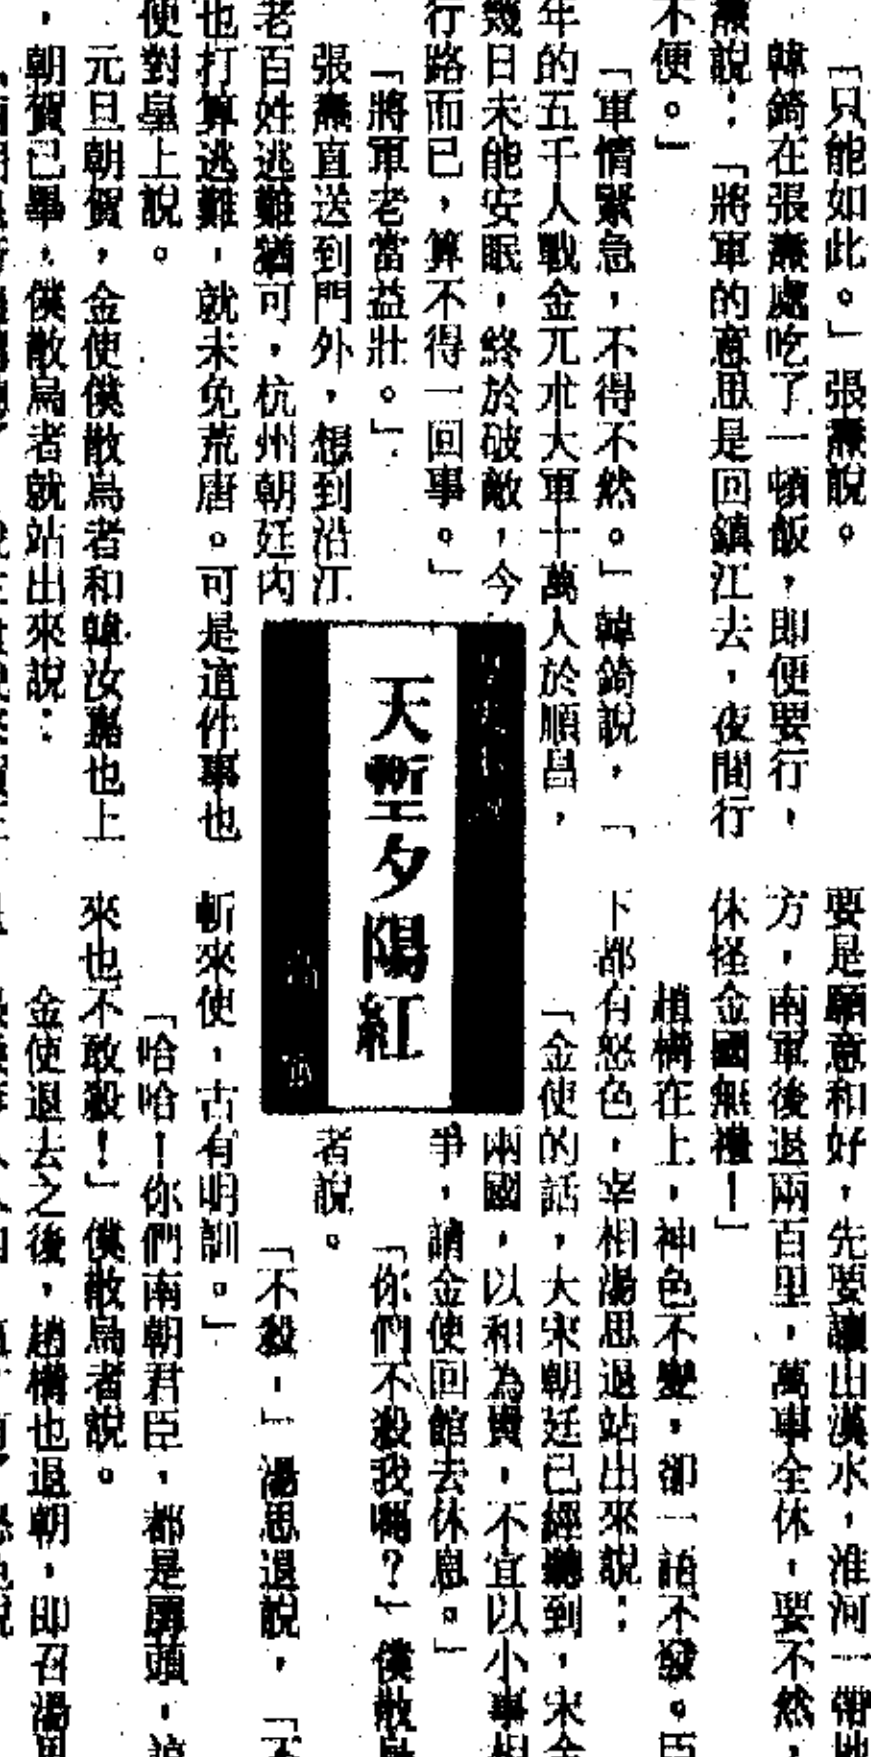 「只能如此。」張燾說。
韓錡在張燾處吃了一頓飯，即便要行，
燾說：「將軍的意思是回鎮江去，夜間行
不便。」
「軍情緊急，不得不然。」韓錡說，「
年的五千人戰金兀朮大軍十萬人於順昌，
幾日未能安眠，終於破敵，今
行路而已，算不得一回事。」
「將軍老當益壯。」
張燾直送到門外，想到沿江
老百姓逃難猶可，杭州朝廷內
也打算逃難，就未免荒唐。可是這件事也
便對皇上說。
元旦朝賀，金使僕散烏者和韓汝嘉也上
，朝賀已畢，僕散烏者就站出來說：
天塹夕陽紅
要是願意和好，先要讓出漢水，淮河一帶地
方，南軍後退兩百里，萬事全休，要不然，
休怪金國無禮！」
趙構在上，神色不變，卻一語不發。臣
下都有怒色，宰相湯思退站出來說：
「金使的話，大宋朝廷已經聽到，宋金
兩國，以和為貴，不宜以小事相
爭，請金使回館去休息。」
「你們不殺我嗎？」僕散烏
者說。
「不殺，」湯思退說，「不
斬來使，古有明訓。」
「哈哈！你們南朝君臣，都是孱頭，諒
來也不敢殺！」僕散烏者說。
金使退去之後，趙構也退朝，即召湯思